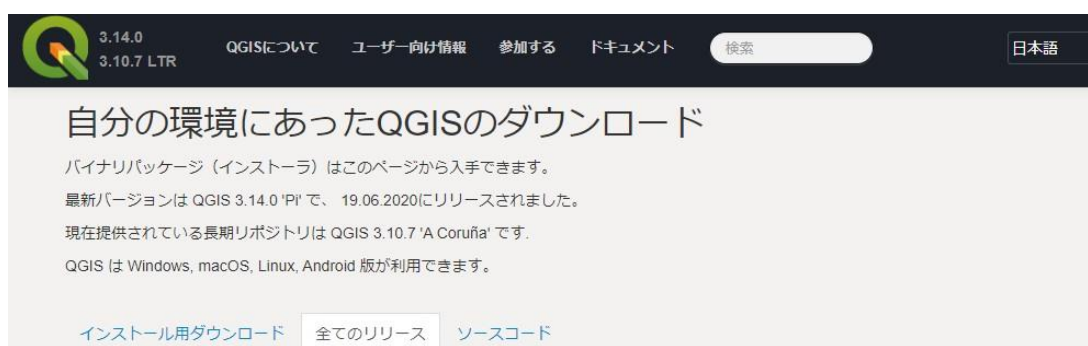 3.14.0
3.10.7 LTR
QGISについて ユーザー向け情報 参加する ドキュメント 検索 日本語
自分の環境にあったQGISのダウンロード
バイナリパッケージ（インストーラ）はこのページから入手できます。
最新バージョンは QGIS 3.14.0 'Pi' で、 19.06.2020にリリースされました。
現在提供されている長期リポジトリは QGIS 3.10.7 'A Coruña' です.
QGIS は Windows, macOS, Linux, Android 版が利用できます。
インストール用ダウンロード 全てのリリース ソースコード